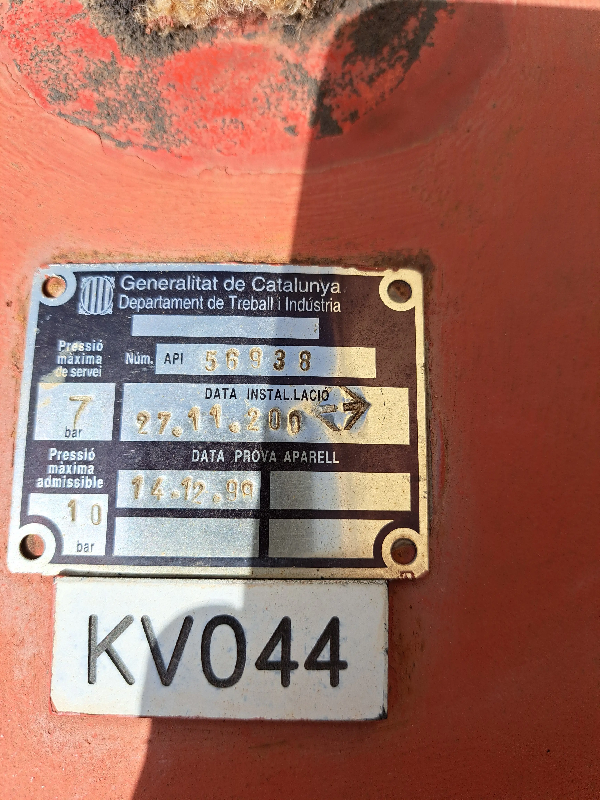 Generalitat de Catalunya
Departament de Treball i Indústria
Pressió
màxima
de servei
Núm. API 56938
7
bar
DATA INSTAL.LACIÓ
27.11.200
Pressió
màxima
admissible
DATA PROVA APARELL
10
bar
14.12.99
KV044